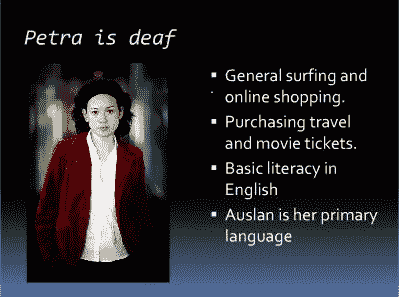 Petra is deaf
General surfing and
online shopping.
Purchasing travel
and movie tickets.
Basic literacy in
English
Auslan is her primary
language